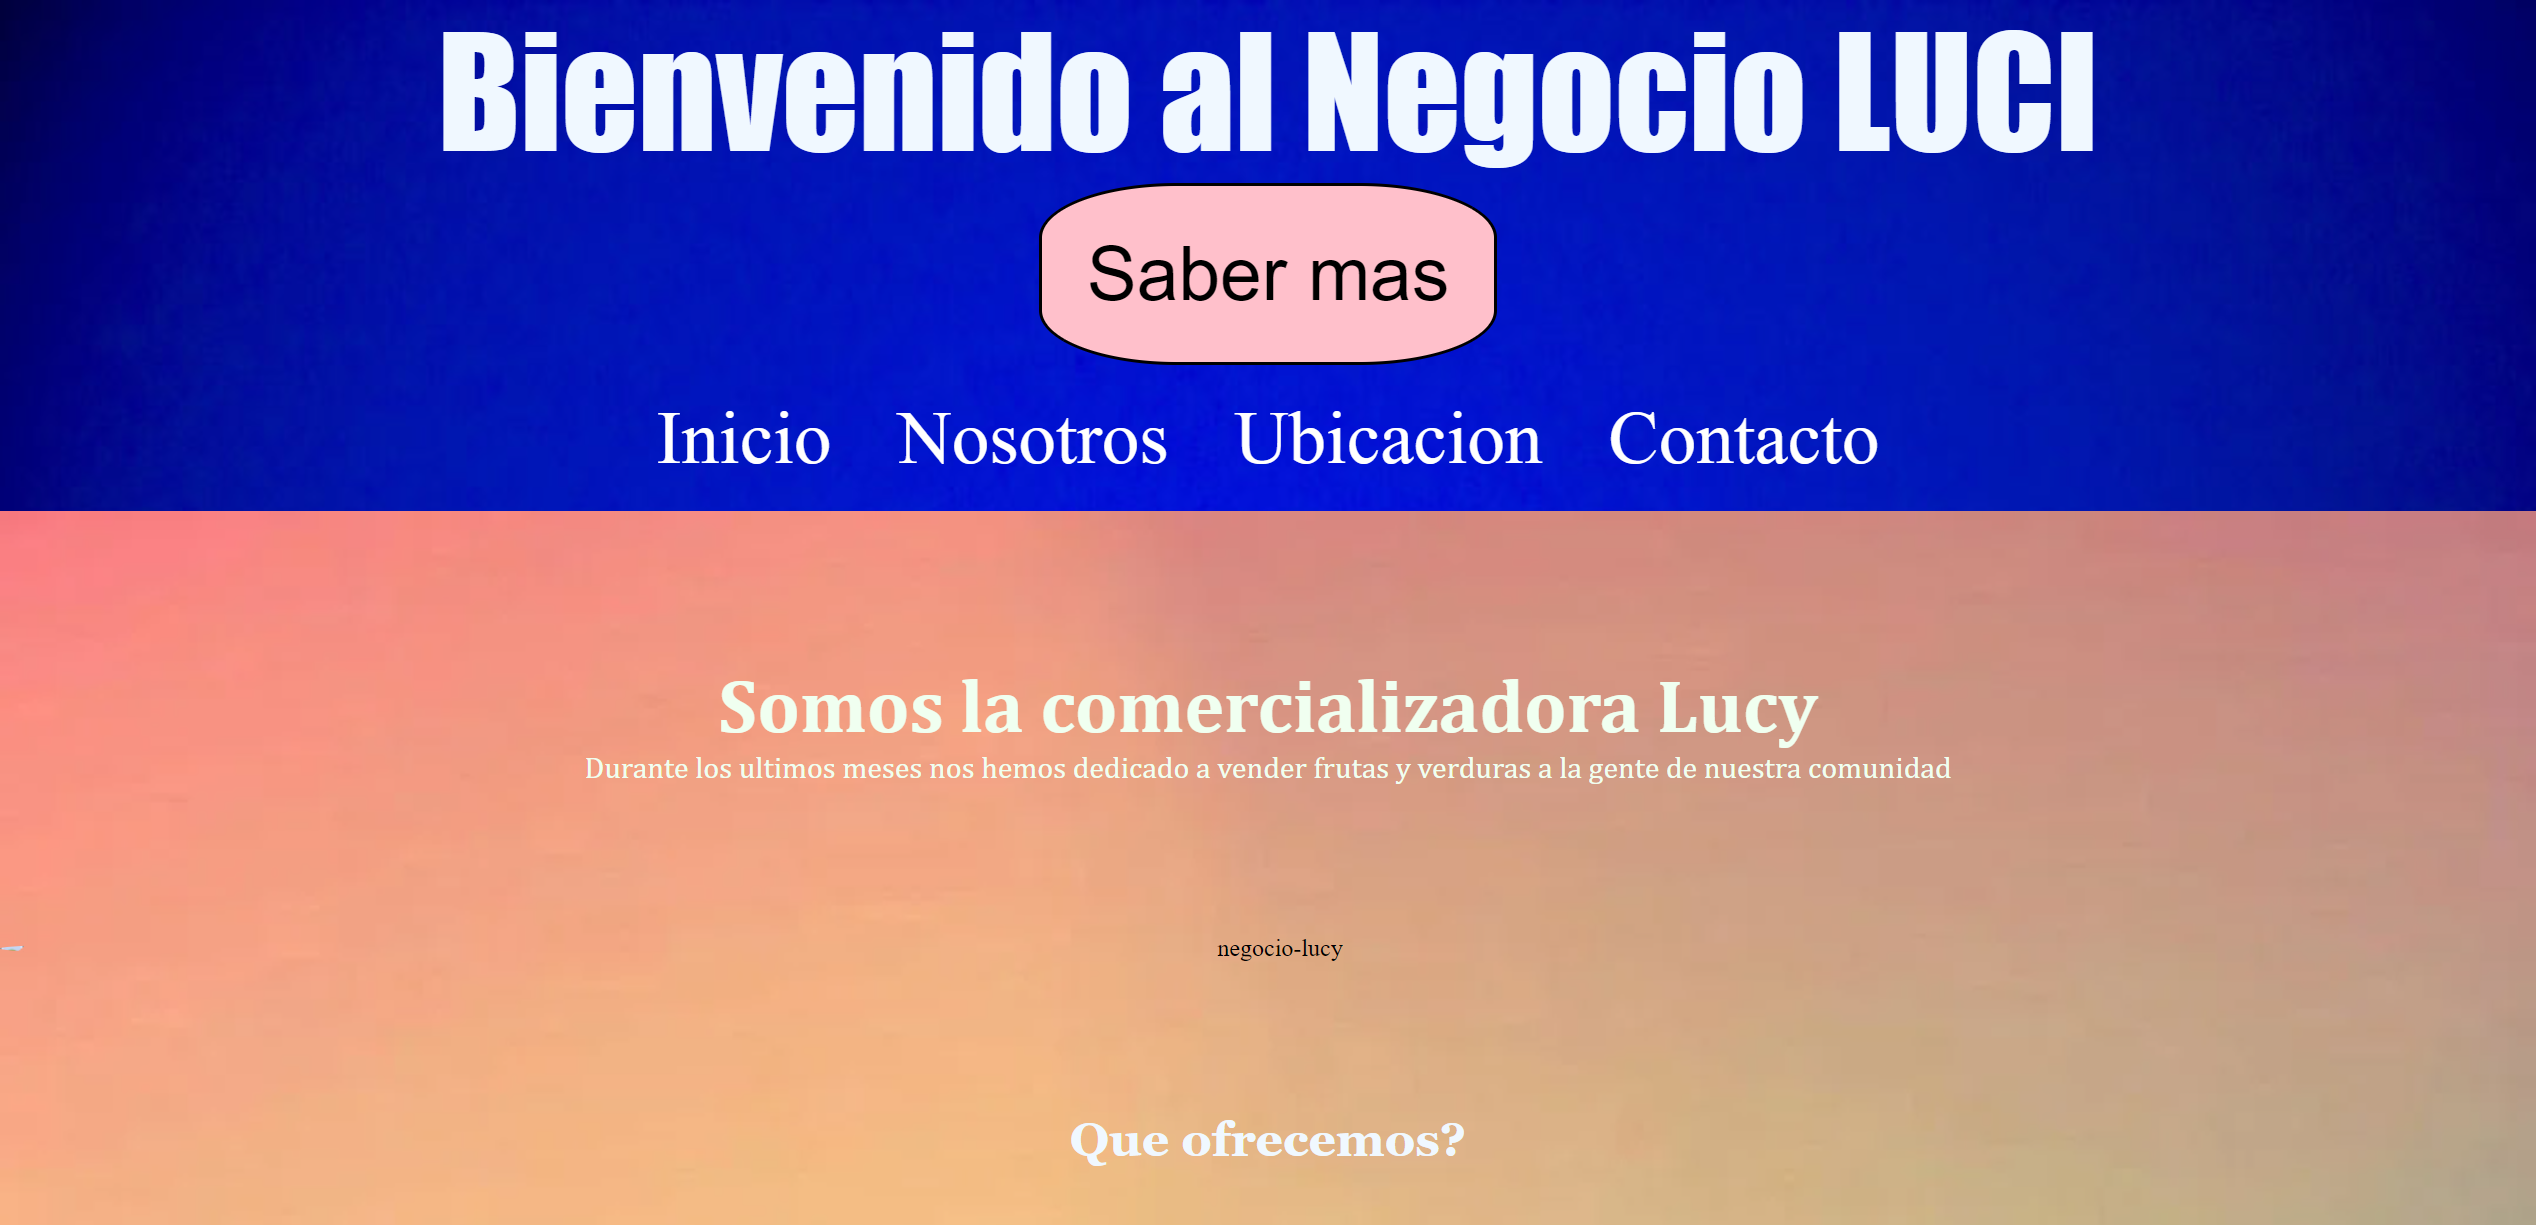 Bienvenido al Negocio LUCI
Saber mas
Inicio Nosotros Ubicacion Contacto
Somos la comercializadora Lucy
Durante los ultimos meses nos hemos dedicado a vender frutas y verduras a la gente de nuestra comunidad
negocio-lucy
Que ofrecemos?